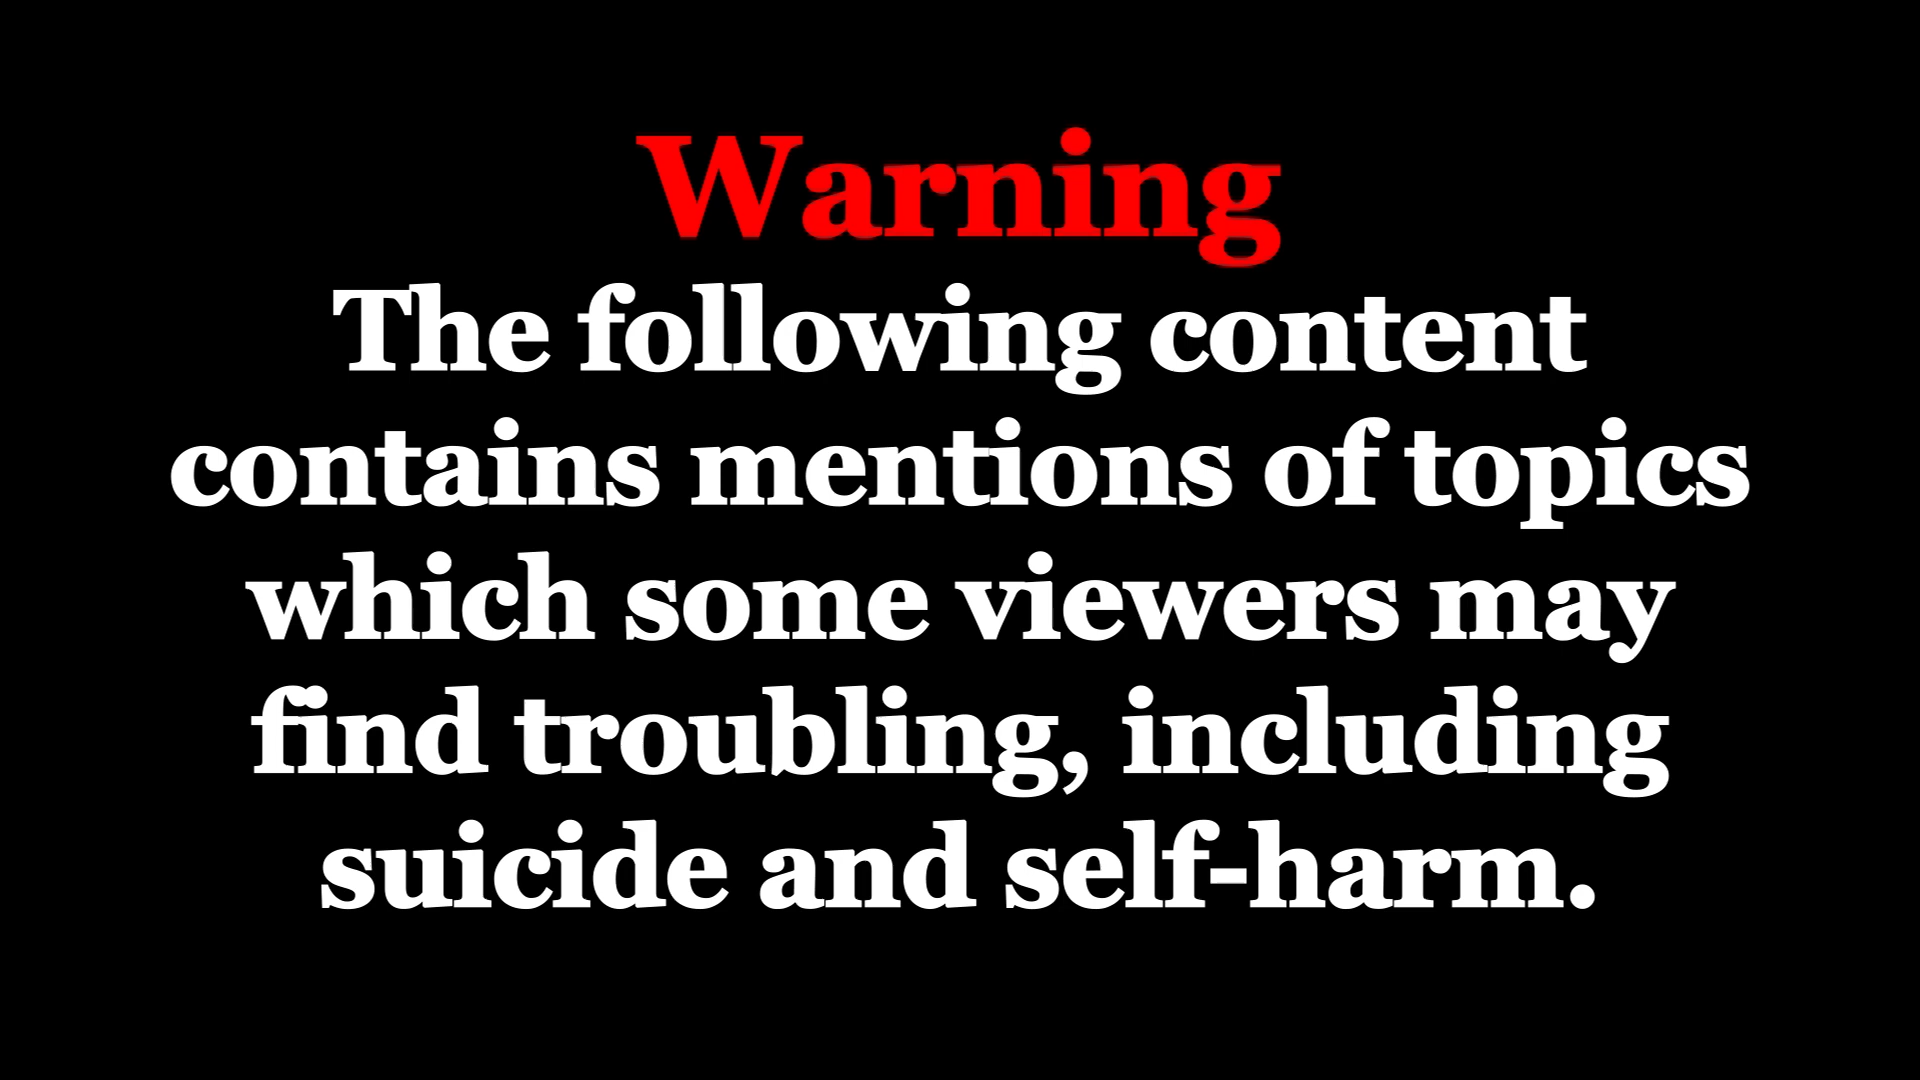 Warning
The following content
contains mentions of topics
which some viewers may
find troubling, including
suicide and self-harm.